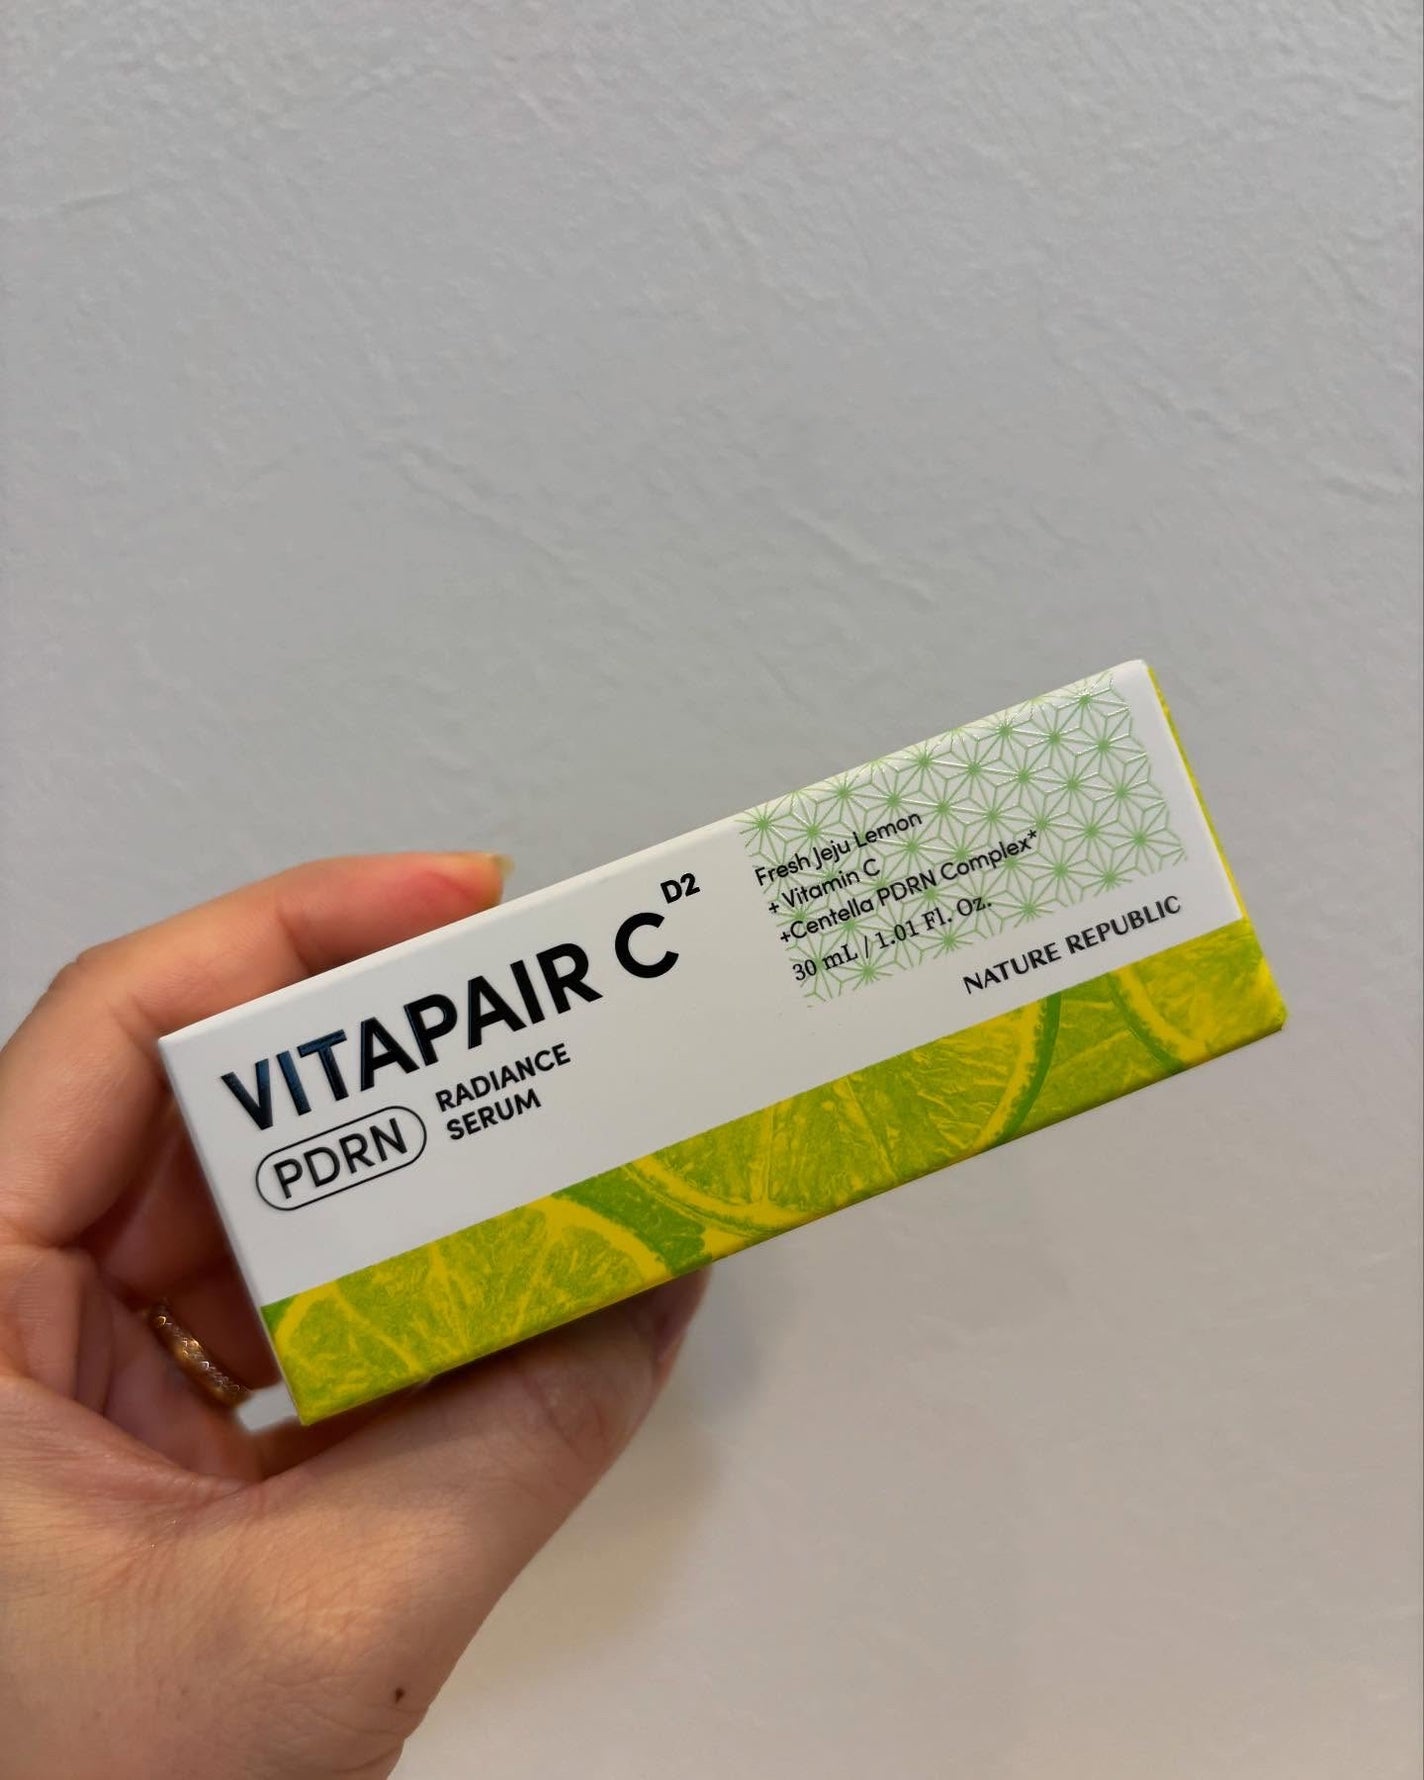 VITAPAIR C D2
PDRN
RADIANCE
SERUM
Fresh Jeju Lemon
+ Vitamin C
+Centella PDRN Complex*
30 mL / 1.01 Fl. Oz.
NATURE REPUBLIC